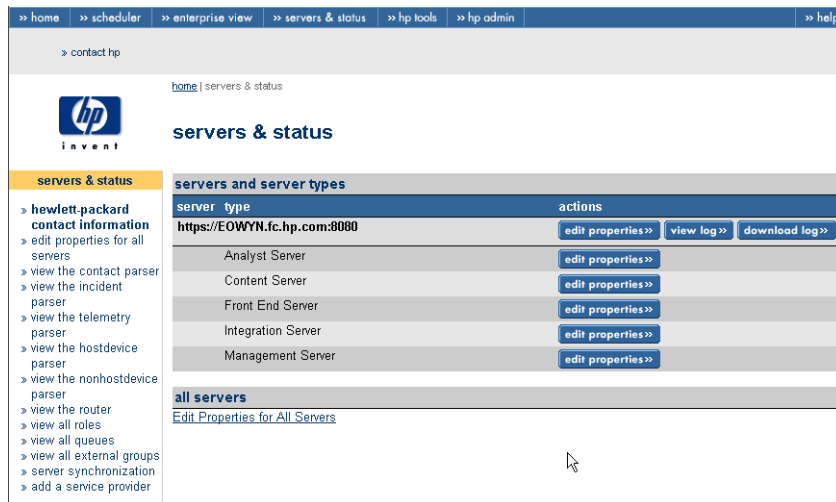 » home » scheduler » enterprise view » servers & status » hp tools » hp admin » help
» contact hp
home | servers & status
hp
invent
servers & status
servers & status
» hewlett-packard
contact information
» edit properties for all
servers
» view the contact parser
» view the incident
parser
» view the telemetry
parser
» view the hostdevice
parser
» view the nonhostdevice
parser
» view the router
» view all roles
» view all queues
» view all external groups
» server synchronization
» add a service provider
servers and server types
server type actions
https://EOWYN.fc.hp.com:8080 edit properties» view log» download log»
Analyst Server edit properties»
Content Server edit properties»
Front End Server edit properties»
Integration Server edit properties»
Management Server edit properties»
all servers
Edit Properties for All Servers